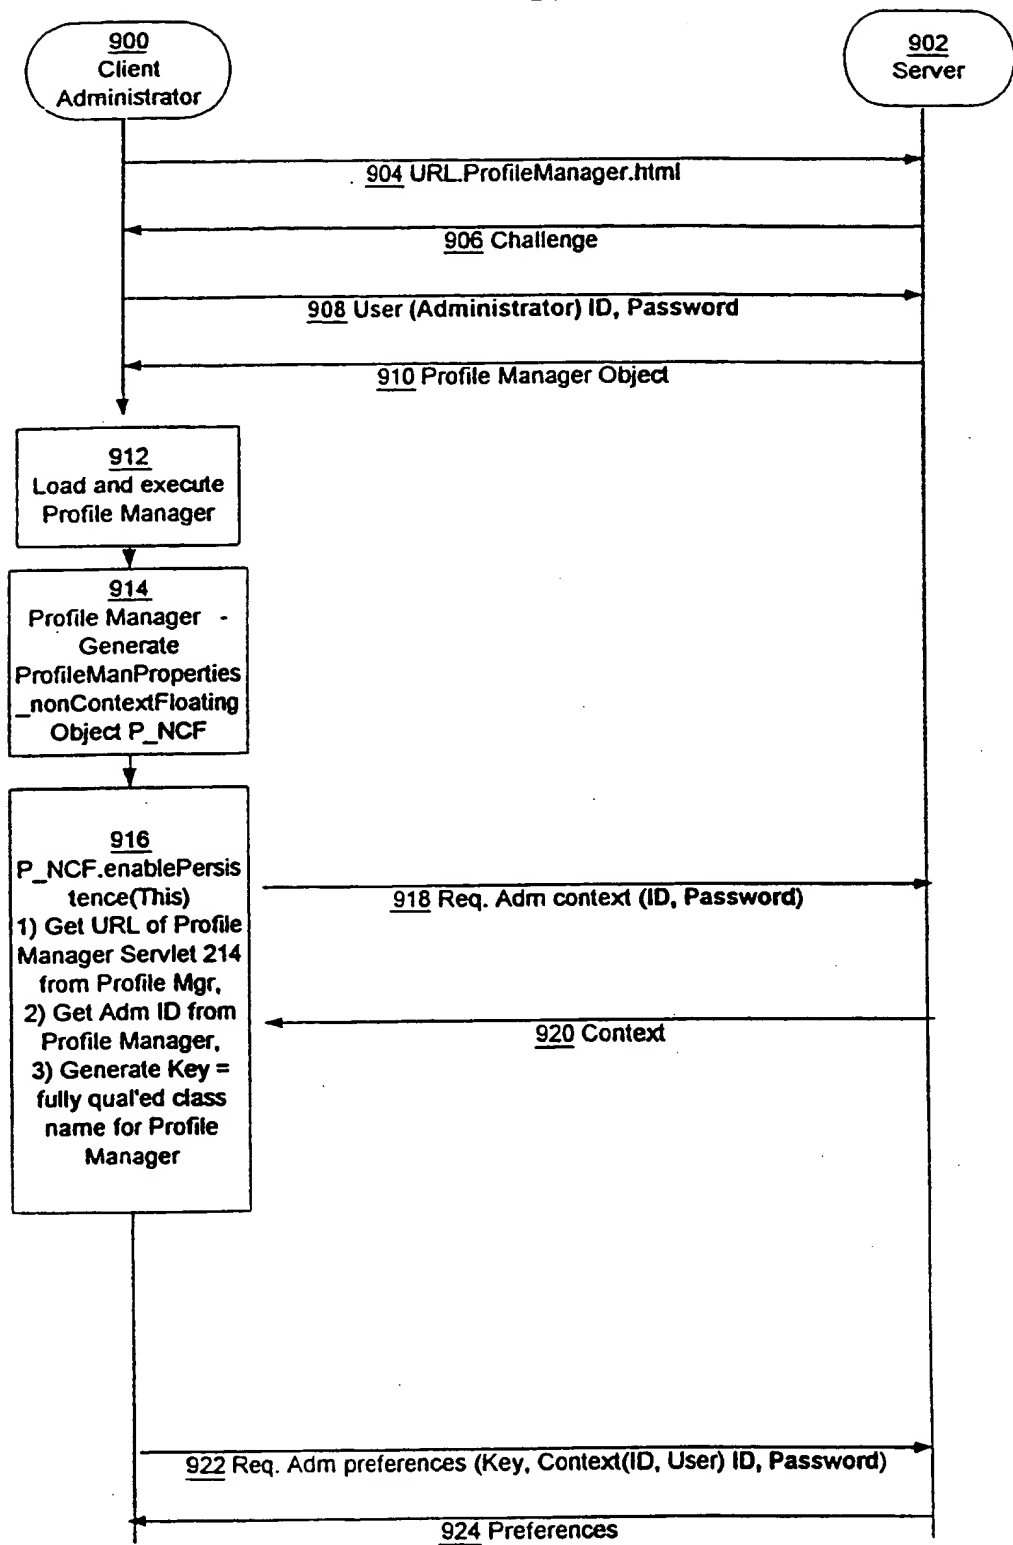 900
Client
Administrator
902
Server
904 URL.ProfileManager.html
906 Challenge
908 User (Administrator) ID, Password
910 Profile Manager Object
912
Load and execute
Profile Manager
914
Profile Manager -
Generate
ProfileManProperties
_nonContextFloating
Object P_NCF
916
P_NCF.enablePersis
tence(This)
1) Get URL of Profile
Manager Servlet 214
from Profile Mgr,
2) Get Adm ID from
Profile Manager,
3) Generate Key =
fully qual'ed class
name for Profile
Manager
918 Req. Adm context (ID, Password)
920 Context
922 Req. Adm preferences (Key, Context(ID, User) ID, Password)
924 Preferences